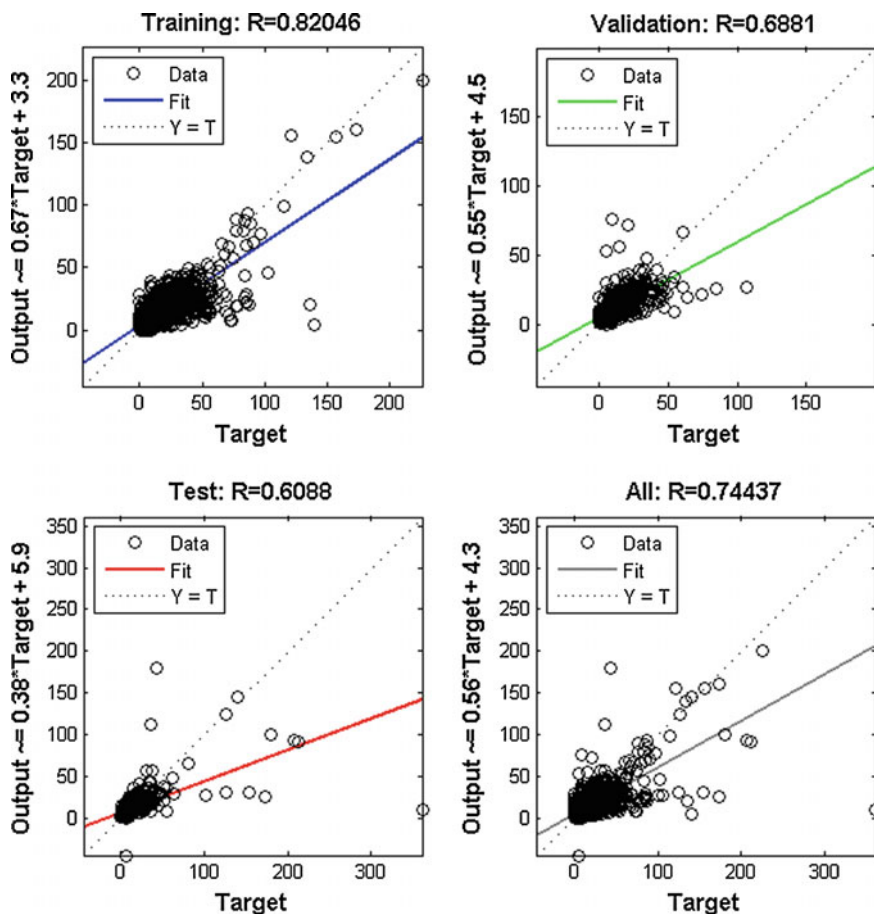 Training: R=0.82046
Output ~= 0.67*Target + 3.3
200
150
100
50
0
Data
Fit
Y = T
0
50
100
150
200
Target
Validation: R=0.6881
Output ~= 0.55*Target + 4.5
150
100
50
0
Data
Fit
Y = T
0
50
100
150
Target
Test: R=0.6088
Output ~= 0.38*Target + 5.9
350
300
250
200
150
100
50
0
Data
Fit
Y = T
0
100
200
300
Target
All: R=0.74437
Output ~= 0.56*Target + 4.3
350
300
250
200
150
100
50
0
Data
Fit
Y = T
0
100
200
300
Target